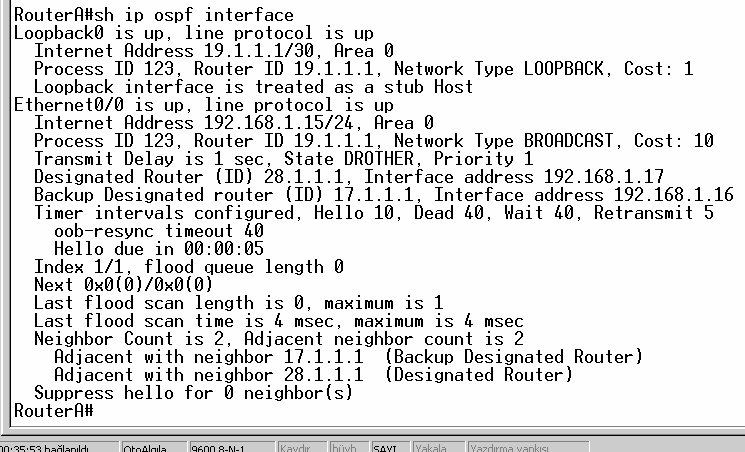 RouterA#sh ip ospf interface
Loopback0 is up, line protocol is up
  Internet Address 19.1.1.1/30, Area 0
  Process ID 123, Router ID 19.1.1.1, Network Type LOOPBACK, Cost: 1
  Loopback interface is treated as a stub Host
Ethernet0/0 is up, line protocol is up
  Internet Address 192.168.1.15/24, Area 0
  Process ID 123, Router ID 19.1.1.1, Network Type BROADCAST, Cost: 10
  Transmit Delay is 1 sec, State DROTHER, Priority 1
  Designated Router (ID) 28.1.1.1, Interface address 192.168.1.17
  Backup Designated router (ID) 17.1.1.1, Interface address 192.168.1.16
  Timer intervals configured, Hello 10, Dead 40, Wait 40, Retransmit 5
    oob-resync timeout 40
    Hello due in 00:00:05
  Index 1/1, flood queue length 0
  Next 0x0(0)/0x0(0)
  Last flood scan length is 0, maximum is 1
  Last flood scan time is 4 msec, maximum is 4 msec
  Neighbor Count is 2, Adjacent neighbor count is 2
    Adjacent with neighbor 17.1.1.1  (Backup Designated Router)
    Adjacent with neighbor 28.1.1.1  (Designated Router)
  Suppress hello for 0 neighbor(s)
RouterA#
00:35:53 bağlanıldı OtoAlgıla 9600 8-N-1 Kaydır büyh SAYI Yakala Yazdırma yankısı